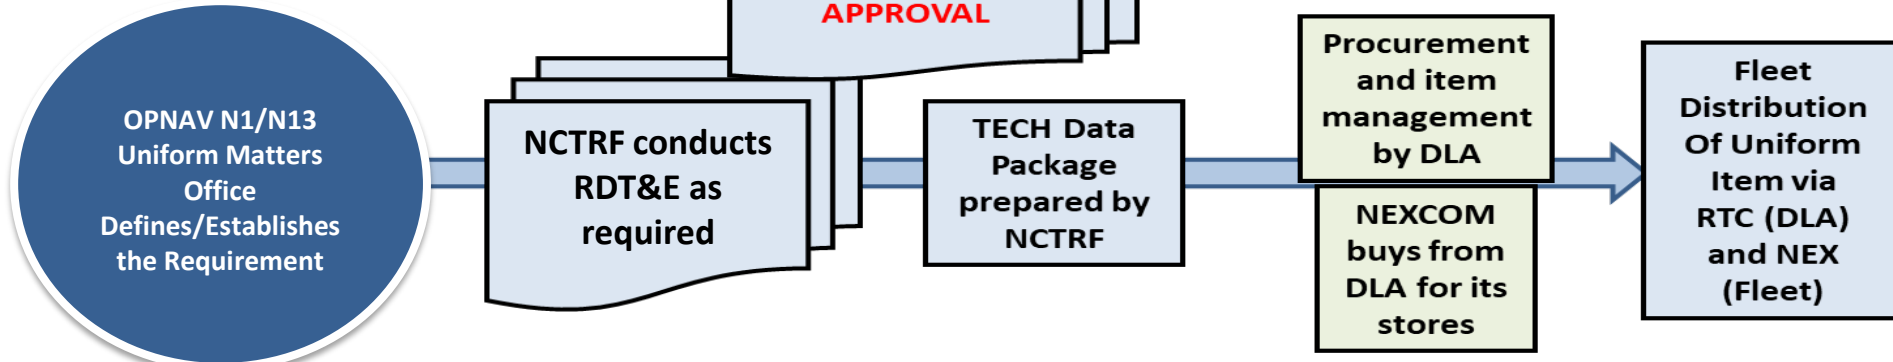 OPNAV N1/N13
Uniform Matters
Office
Defines/Establishes
the Requirement
APPROVAL
NCTRF conducts
RDT&E as
required
TECH Data
Package
prepared by
NCTRF
Procurement
and item
management
by DLA
NEXCOM
buys from
DLA for its
stores
Fleet
Distribution
Of Uniform
Item via
RTC (DLA)
and NEX
(Fleet)